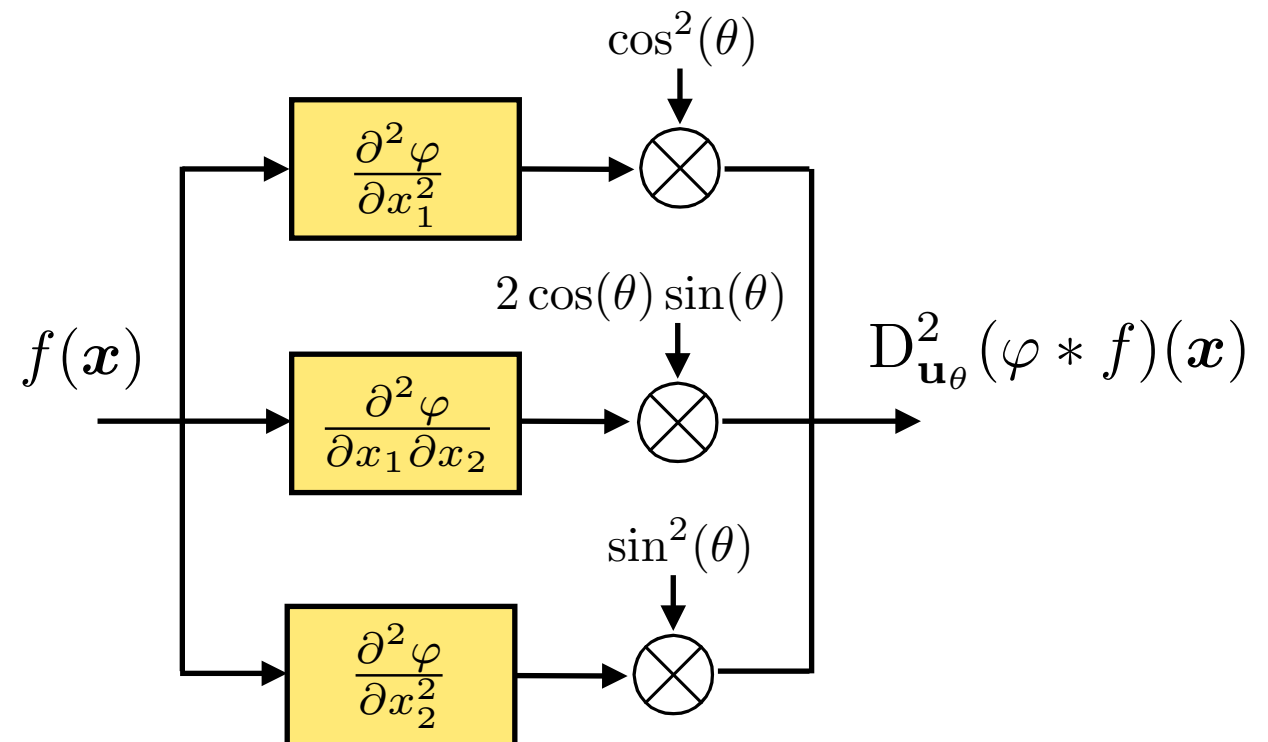 cos²(θ)
∂²φ / ∂x₁²
2 cos(θ) sin(θ)
f(𝒙)
D²_{𝐮_θ}(φ ∗ f)(𝒙)
∂²φ / ∂x₁∂x₂
sin²(θ)
∂²φ / ∂x₂²